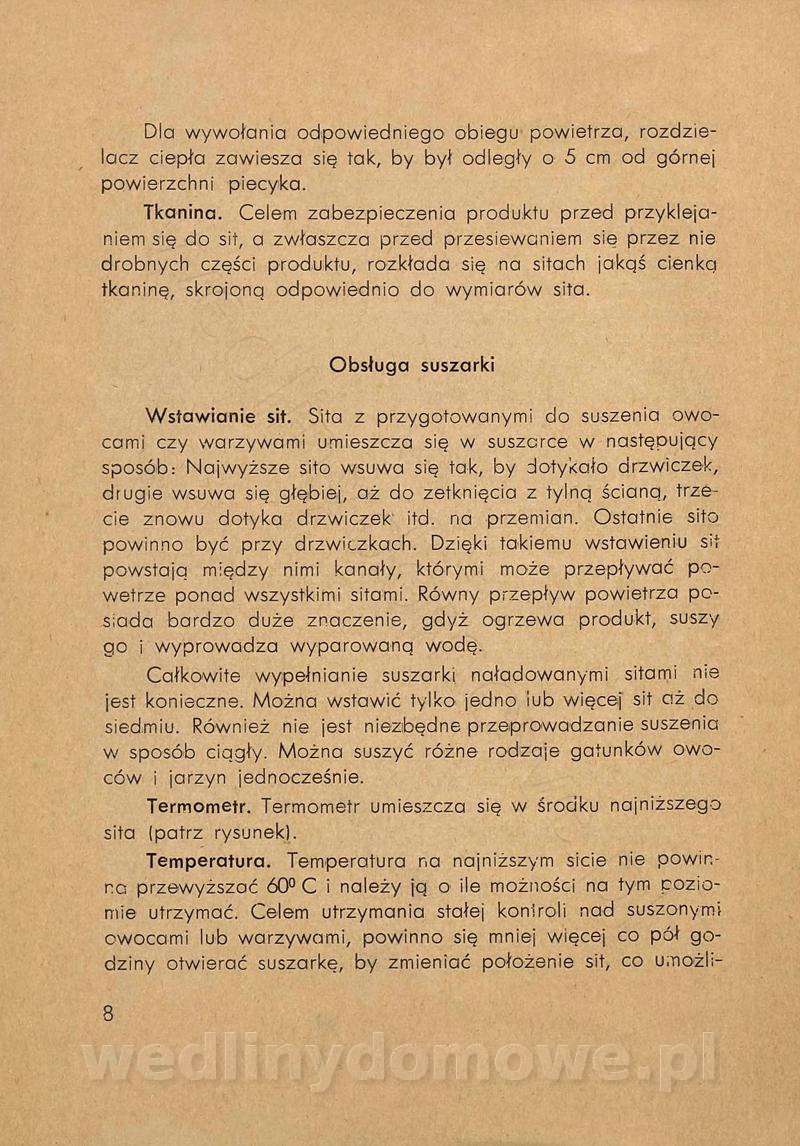 Dla wywołania odpowiedniego obiegu powietrza, rozdzie-
lacz ciepła zawiesza się tak, by był odległy o 5 cm od górnej
powierzchni piecyka.
Tkanina. Celem zabezpieczenia produktu przed przykleja-
niem się do sit, a zwłaszcza przed przesiewaniem się przez nie
drobnych części produktu, rozkłada się na sitach jakąś cienką
tkaninę, skrojoną odpowiednio do wymiarów sita.
Obsługa suszarki
Wstawianie sit. Sita z przygotowanymi do suszenia owo-
cami czy warzywami umieszcza się w suszarce w następujący
sposób: Najwyższe sito wsuwa się tak, by dotykało drzwiczek,
drugie wsuwa się głębiej, aż do zetknięcia z tylną ścianą, trze-
cie znowu dotyka drzwiczek itd. na przemian. Ostatnie sito
powinno być przy drzwiczkach. Dzięki takiemu wstawieniu sit
powstają między nimi kanały, którymi może przepływać po-
wetrze ponad wszystkimi sitami. Równy przepływ powietrza po-
siada bardzo duże znaczenie, gdyż ogrzewa produkt, suszy
go i wyprowadza wyparowaną wodę.
Całkowite wypełnianie suszarki naładowanymi sitami nie
jest konieczne. Można wstawić tylko jedno lub więcej sit aż do
siedmiu. Również nie jest niezbędne przeprowadzanie suszenia
w sposób ciągły. Można suszyć różne rodzaje gatunków owo-
ców i jarzyn jednocześnie.
Termometr. Termometr umieszcza się w środku najniższego
sita (patrz rysunek).
Temperatura. Temperatura na najniższym sicie nie powin-
na przewyższać 60⁰ C i należy ją o ile możności na tym pozio-
mie utrzymać. Celem utrzymania stałej kontroli nad suszonymi
owocami lub warzywami, powinno się mniej więcej co pół go-
dziny otwierać suszarkę, by zmieniać położenie sit, co umożli-
8
wedlinydomowe.pl